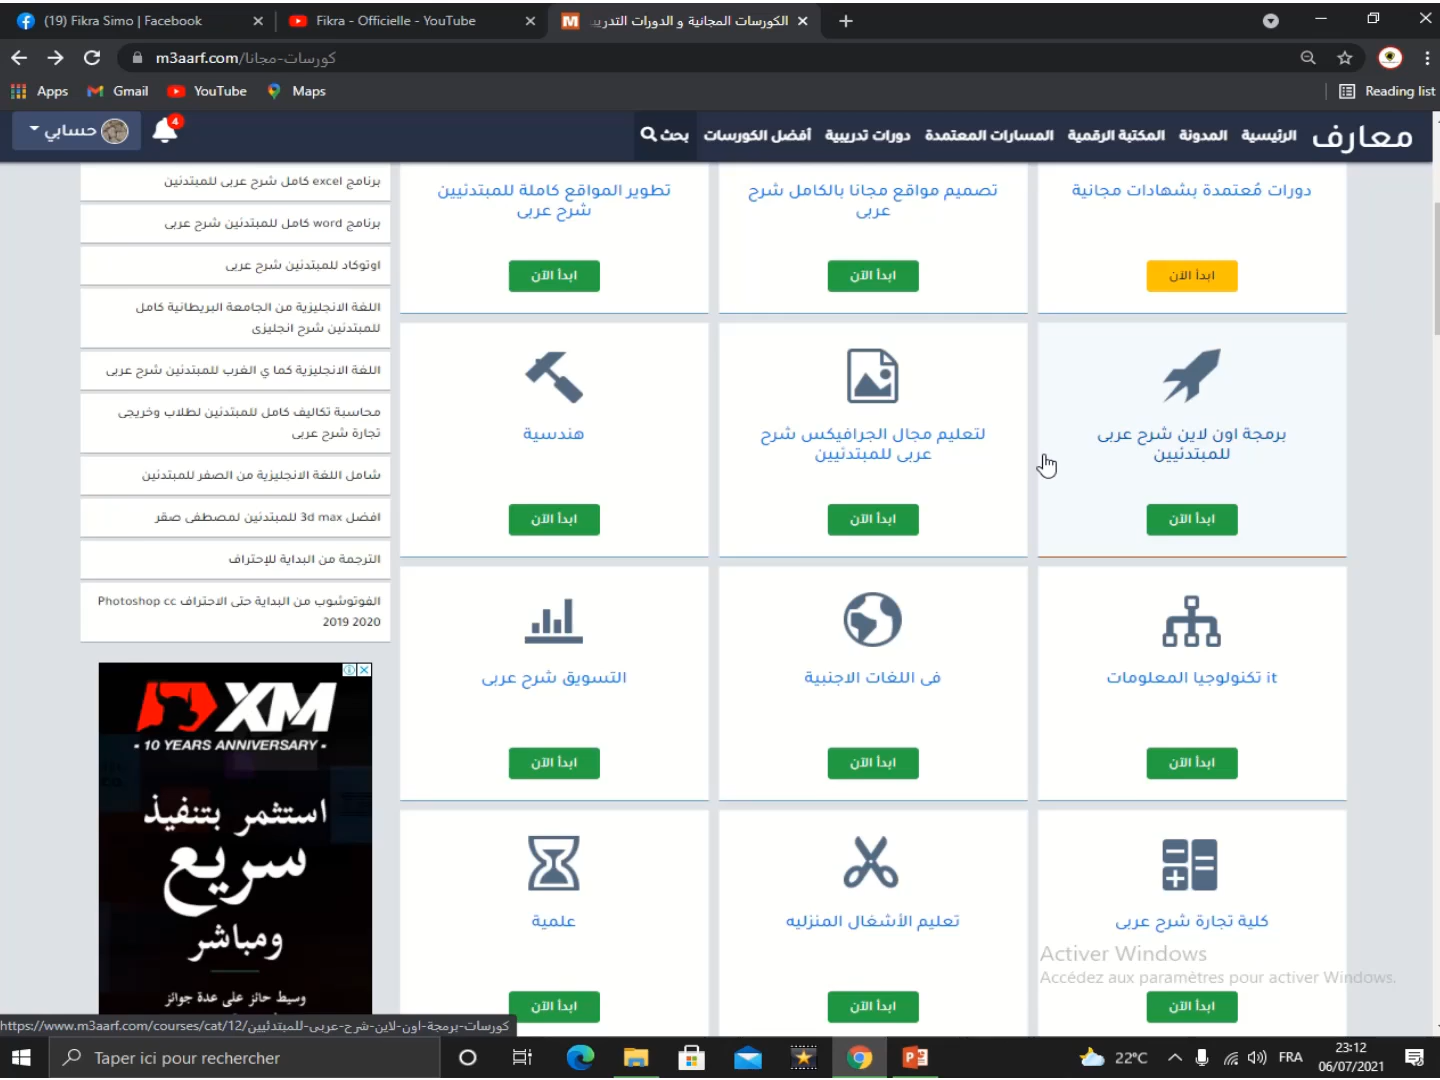 (19) Fikra Simo | Facebook
Fikra - Officielle - YouTube
الكورسات المجانية و الدورات التدريبـ
m3aarf.com/كورسات-مجانا
Apps
Gmail
YouTube
Maps
Reading list
معارف
الرئيسية
المدونة
المكتبة الرقمية
المسارات المعتمدة
دورات تدريبية
أفضل الكورسات
بحث
4
حسابي
دورات مُعتمدة بشهادات مجانية
ابدأ الآن
تصميم مواقع مجانا بالكامل شرح
عربى
ابدأ الآن
تطوير المواقع كاملة للمبتدئيين
شرح عربى
ابدأ الآن
برمجة اون لاين شرح عربى
للمبتدئيين
ابدأ الآن
لتعليم مجال الجرافيكس شرح
عربى للمبتدئيين
ابدأ الآن
هندسية
ابدأ الآن
it تكنولوجيا المعلومات
ابدأ الآن
فى اللغات الاجنبية
ابدأ الآن
التسويق شرح عربى
ابدأ الآن
كلية تجارة شرح عربى
ابدأ الآن
تعليم الأشغال المنزليه
ابدأ الآن
علمية
ابدأ الآن
برنامج excel كامل شرح عربى للمبتدئين
برنامج word كامل للمبتدئين شرح عربى
اوتوكاد للمبتدئين شرح عربى
اللغة الانجليزية من الجامعة البريطانية كامل
للمبتدئين شرح انجليزى
اللغة الانجليزية كما ي الغرب للمبتدئين شرح عربى
محاسبة تكاليف كامل للمبتدئين لطلاب وخريجى
تجارة شرح عربى
شامل اللغة الانجليزية من الصفر للمبتدئين
افضل 3d max للمبتدئين لمصطفى صقر
الترجمة من البداية للإحتراف
الفوتوشوب من البداية حتى الاحتراف Photoshop cc
2019 2020
XM
- 10 YEARS ANNIVERSARY -
استثمر بتنفيذ
سريع
ومباشر
وسيط حائز على عدة جوائز
Activer Windows
Accédez aux paramètres pour activer Windows.
https://www.m3aarf.com/courses/cat/12/كورسات-برمجة-اون-لاين-شرح-عربى-للمبتدئيين
Taper ici pour rechercher
22°C
FRA
23:12
06/07/2021